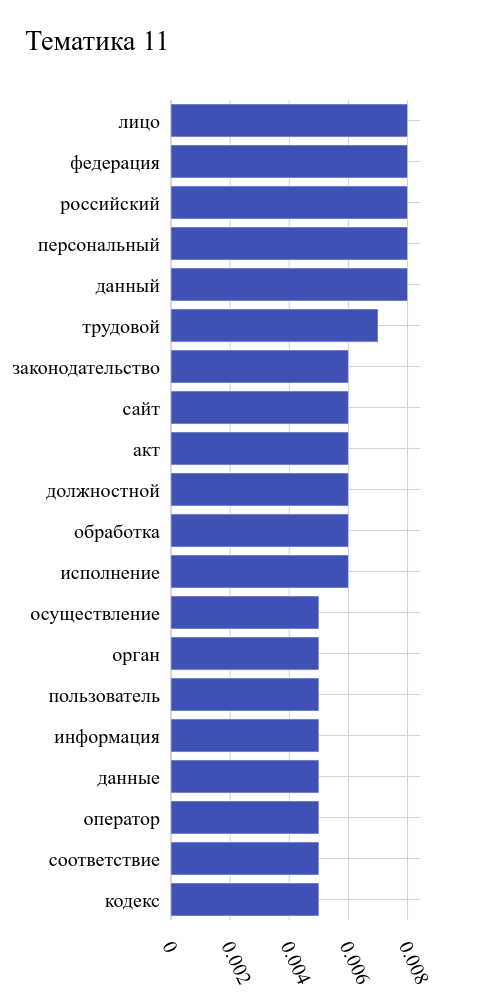 Тематика 11
лицо
федерация
российский
персональный
данный
трудовой
законодательство
сайт
акт
должностной
обработка
исполнение
осуществление
орган
пользователь
информация
данные
оператор
соответствие
кодекс
0
0.002
0.004
0.006
0.008